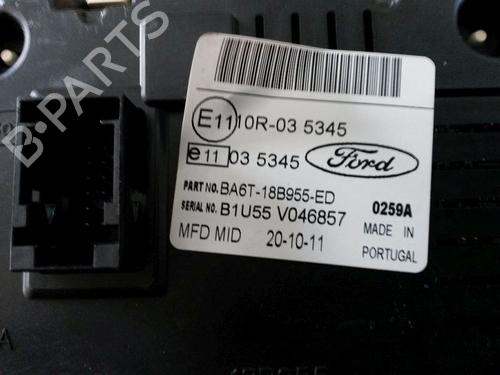 E11 10R-03 5345
e11 03 5345 Ford
PART NO. BA6T-18B955-ED
SERIAL NO. B1U55 V046857 0259A
MFD MID 20-10-11 MADE IN
PORTUGAL
B-PARTS
A